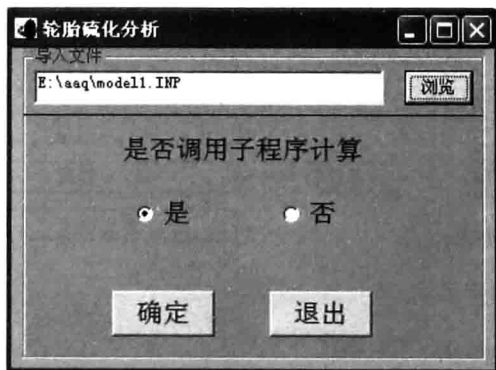 轮胎硫化分析
导入文件
E:\aaq\model1.INP
浏览
是否调用子程序计算
是 否
确定 退出